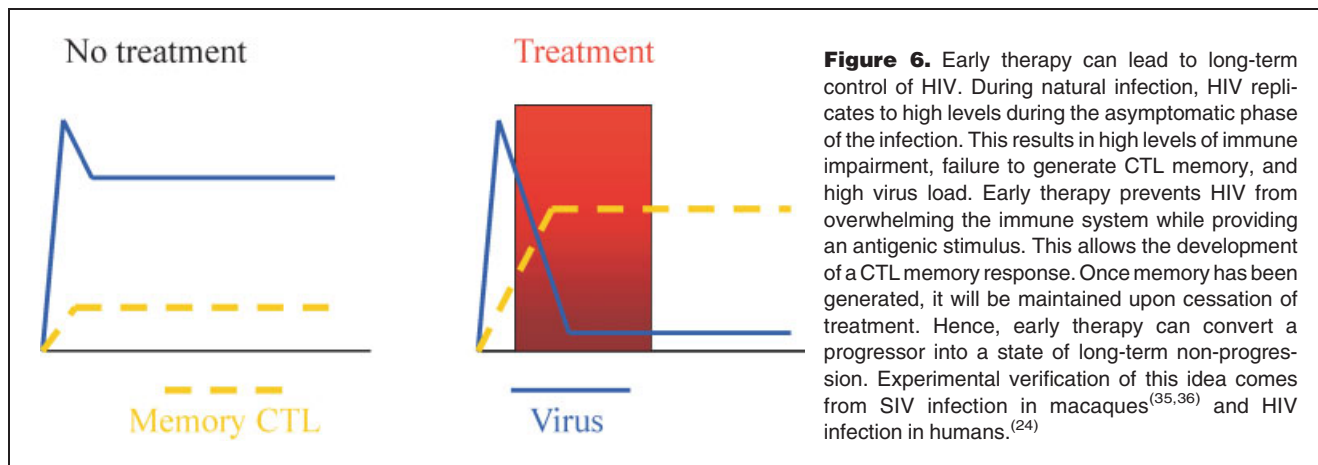 No treatment
Treatment
Memory CTL
Virus
Figure 6. Early therapy can lead to long-term
control of HIV. During natural infection, HIV repli-
cates to high levels during the asymptomatic phase
of the infection. This results in high levels of immune
impairment, failure to generate CTL memory, and
high virus load. Early therapy prevents HIV from
overwhelming the immune system while providing
an antigenic stimulus. This allows the development
of a CTL memory response. Once memory has been
generated, it will be maintained upon cessation of
treatment. Hence, early therapy can convert a
progressor into a state of long-term non-progres-
sion. Experimental verification of this idea comes
from SIV infection in macaques(35,36) and HIV
infection in humans.(24)